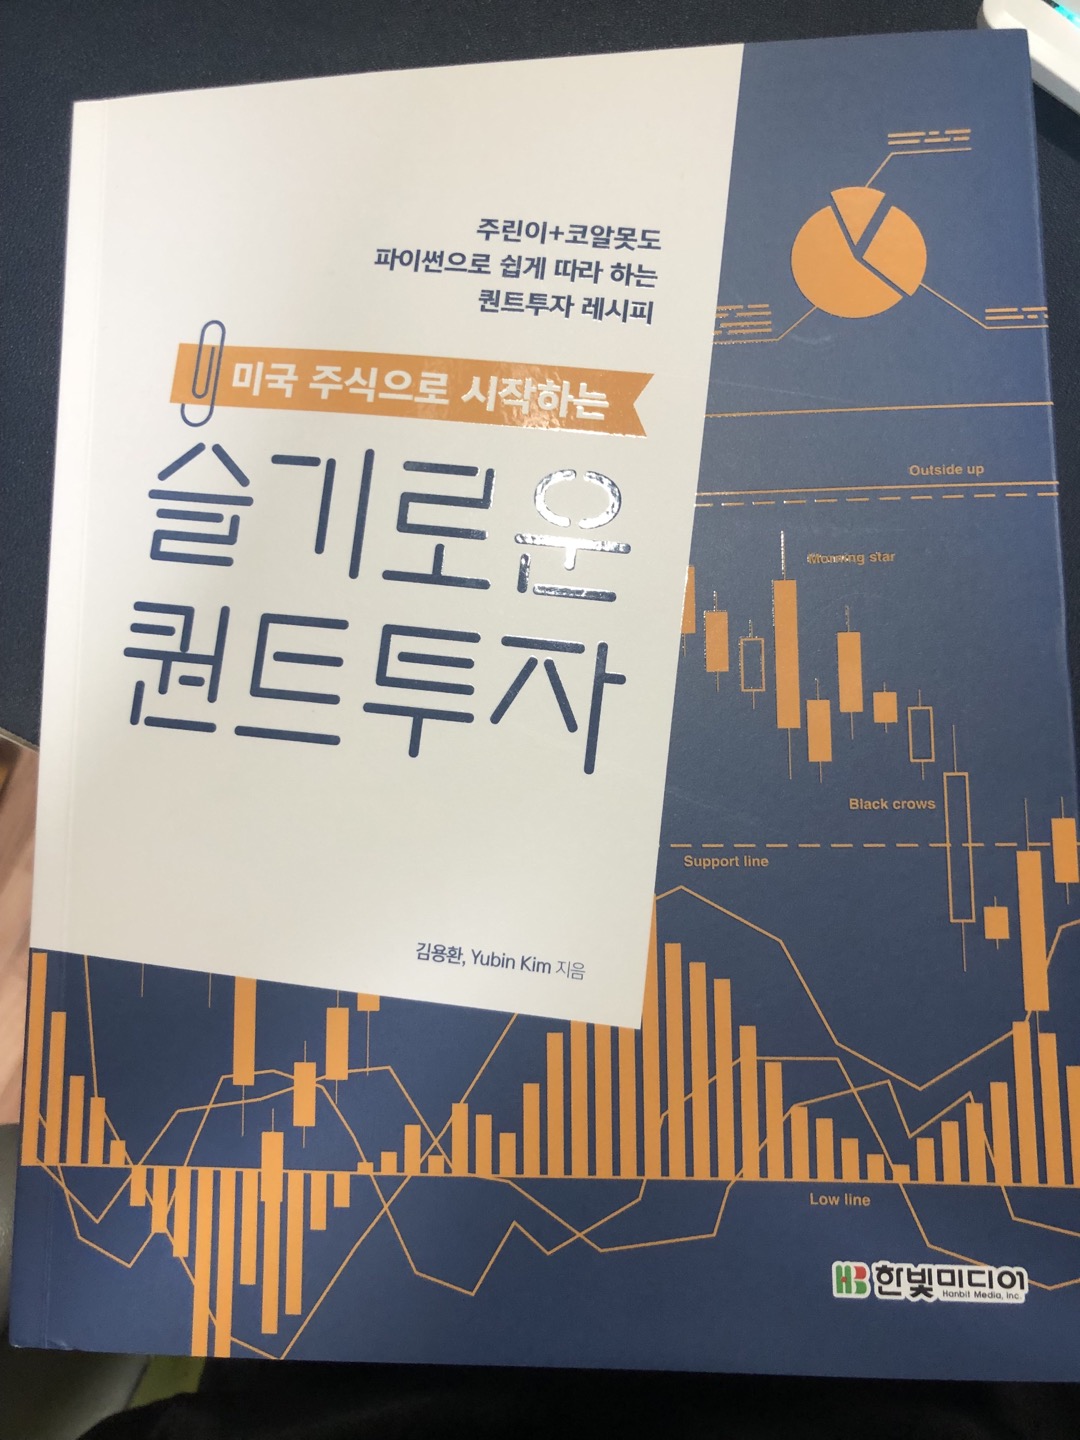 주린이+코알못도
파이썬으로 쉽게 따라 하는
퀀트투자 레시피
미국 주식으로 시작하는
슬기로운
퀀트투자
김용환, Yubin Kim 지음
Outside up
Morning star
Black crows
Support line
Low line
HB 한빛미디어
Hanbit Media, Inc.